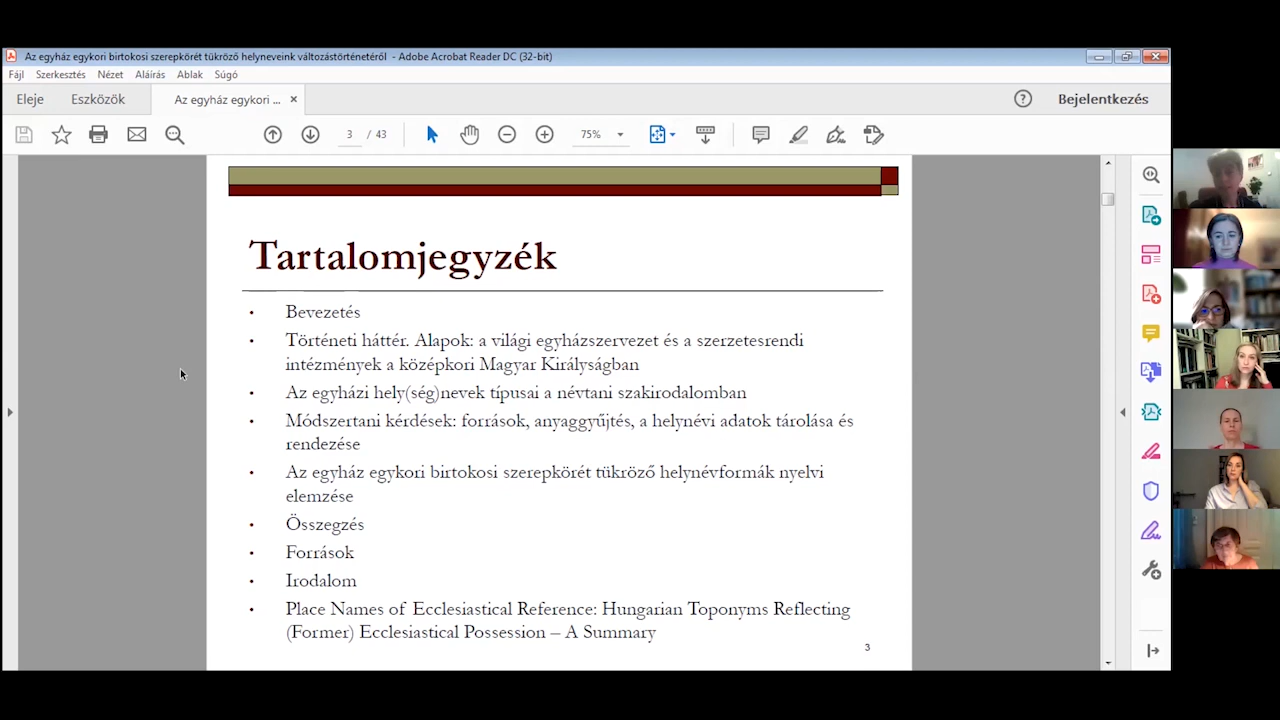 Az egyház egykori birtokosi szerepkörét tükröző helyneveink változástörténetéről - Adobe Acrobat Reader DC (32-bit)
Fájl Szerkesztés Nézet Aláírás Ablak Súgó
Eleje Eszközök Az egyház egykori ... × Bejelentkezés
3 / 43 75%
Tartalomjegyzék
• Bevezetés
• Történeti háttér. Alapok: a világi egyházszervezet és a szerzetesrendi
intézmények a középkori Magyar Királyságban
• Az egyházi hely(ség)nevek típusai a névtani szakirodalomban
• Módszertani kérdések: források, anyaggyűjtés, a helynévi adatok tárolása és
rendezése
• Az egyház egykori birtokosi szerepkörét tükröző helynévformák nyelvi
elemzése
• Összegzés
• Források
• Irodalom
• Place Names of Ecclesiastical Reference: Hungarian Toponyms Reflecting
(Former) Ecclesiastical Possession – A Summary
3